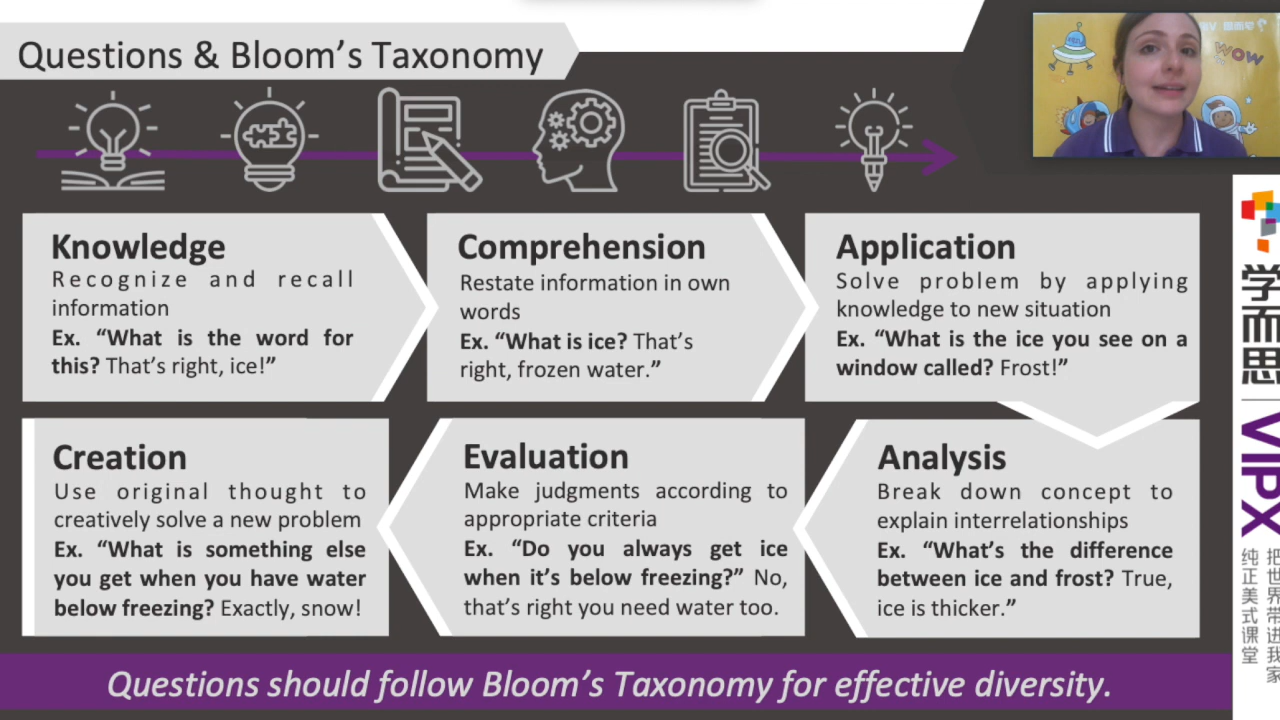 Questions & Bloom's Taxonomy
WOW
Knowledge
Recognize and recall
information
Ex. "What is the word for
this? That's right, ice!"
Comprehension
Restate information in own
words
Ex. "What is ice? That's
right, frozen water."
Application
Solve problem by applying
knowledge to new situation
Ex. "What is the ice you see on a
window called? Frost!"
Creation
Use original thought to
creatively solve a new problem
Ex. "What is something else
you get when you have water
below freezing? Exactly, snow!
Evaluation
Make judgments according to
appropriate criteria
Ex. "Do you always get ice
when it's below freezing?" No,
that's right you need water too.
Analysis
Break down concept to
explain interrelationships
Ex. "What's the difference
between ice and frost? True,
ice is thicker."
Questions should follow Bloom's Taxonomy for effective diversity.
学而思
VIPX
把世界带进我家
纯正美式课堂